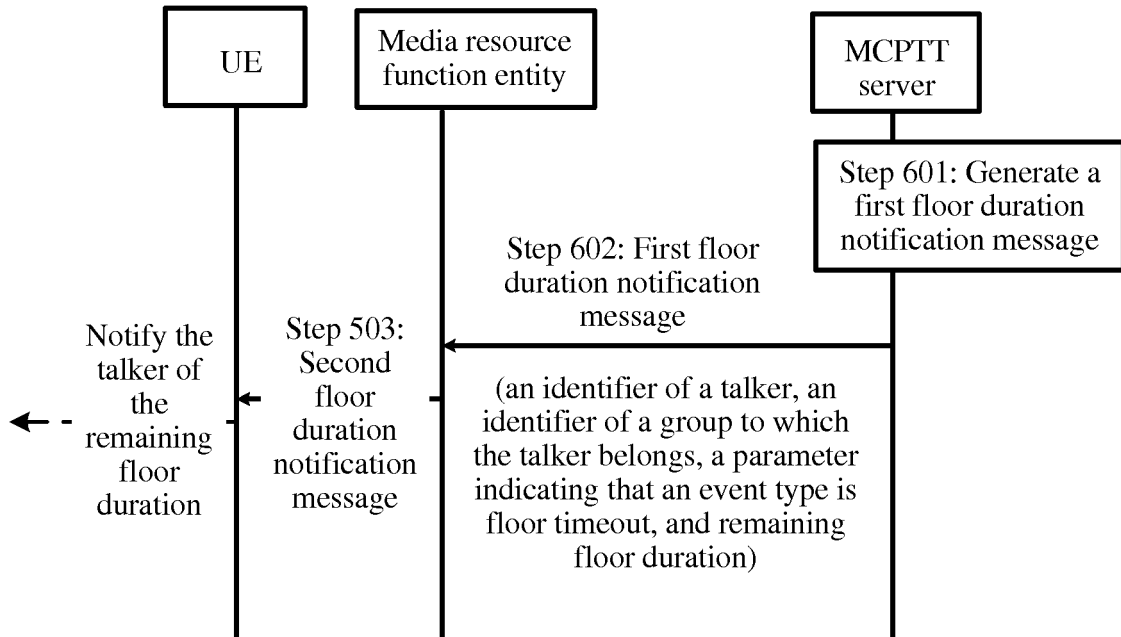 UE
Media resource
function entity
MCPTT
server
Step 601: Generate a
first floor duration
notification message
Step 602: First floor
duration notification
message
(an identifier of a talker, an
identifier of a group to which
the talker belongs, a parameter
indicating that an event type is
floor timeout, and remaining
floor duration)
Step 503:
Second
floor
duration
notification
message
Notify the
talker of
the
remaining
floor
duration